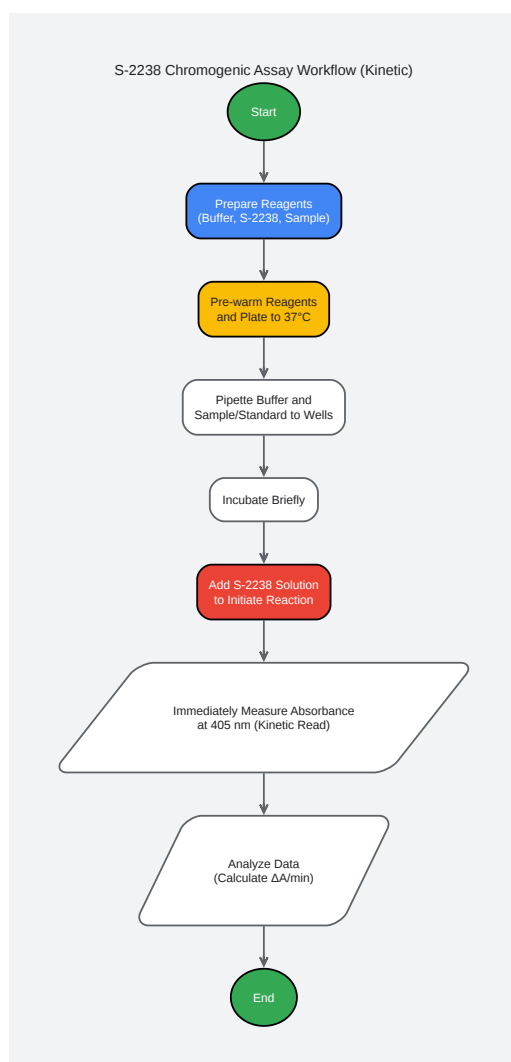 S-2238 Chromogenic Assay Workflow (Kinetic)
Start
Prepare Reagents
(Buffer, S-2238, Sample)
Pre-warm Reagents
and Plate to 37°C
Pipette Buffer and
Sample/Standard to Wells
Incubate Briefly
Add S-2238 Solution
to Initiate Reaction
Immediately Measure Absorbance
at 405 nm (Kinetic Read)
Analyze Data
(Calculate ΔA/min)
End